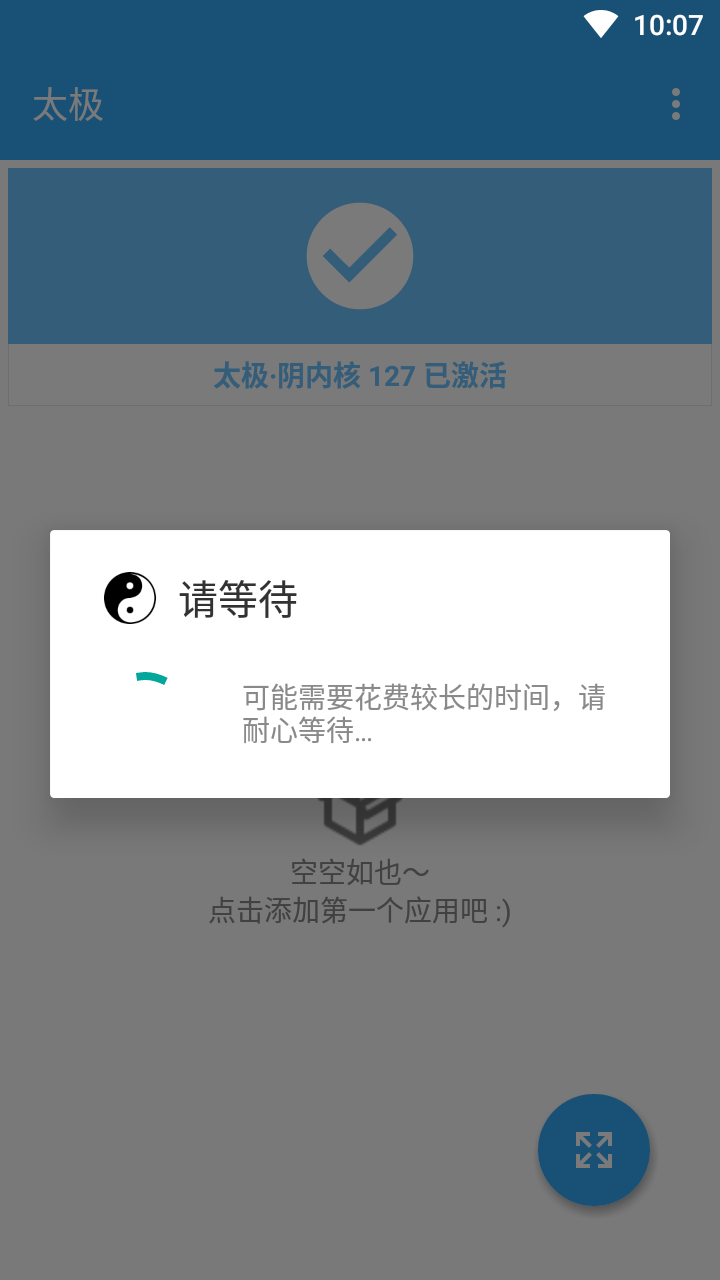 10:07
太极
太极·阴内核 127 已激活
请等待
可能需要花费较长的时间，请
耐心等待...
空空如也～
点击添加第一个应用吧 :)